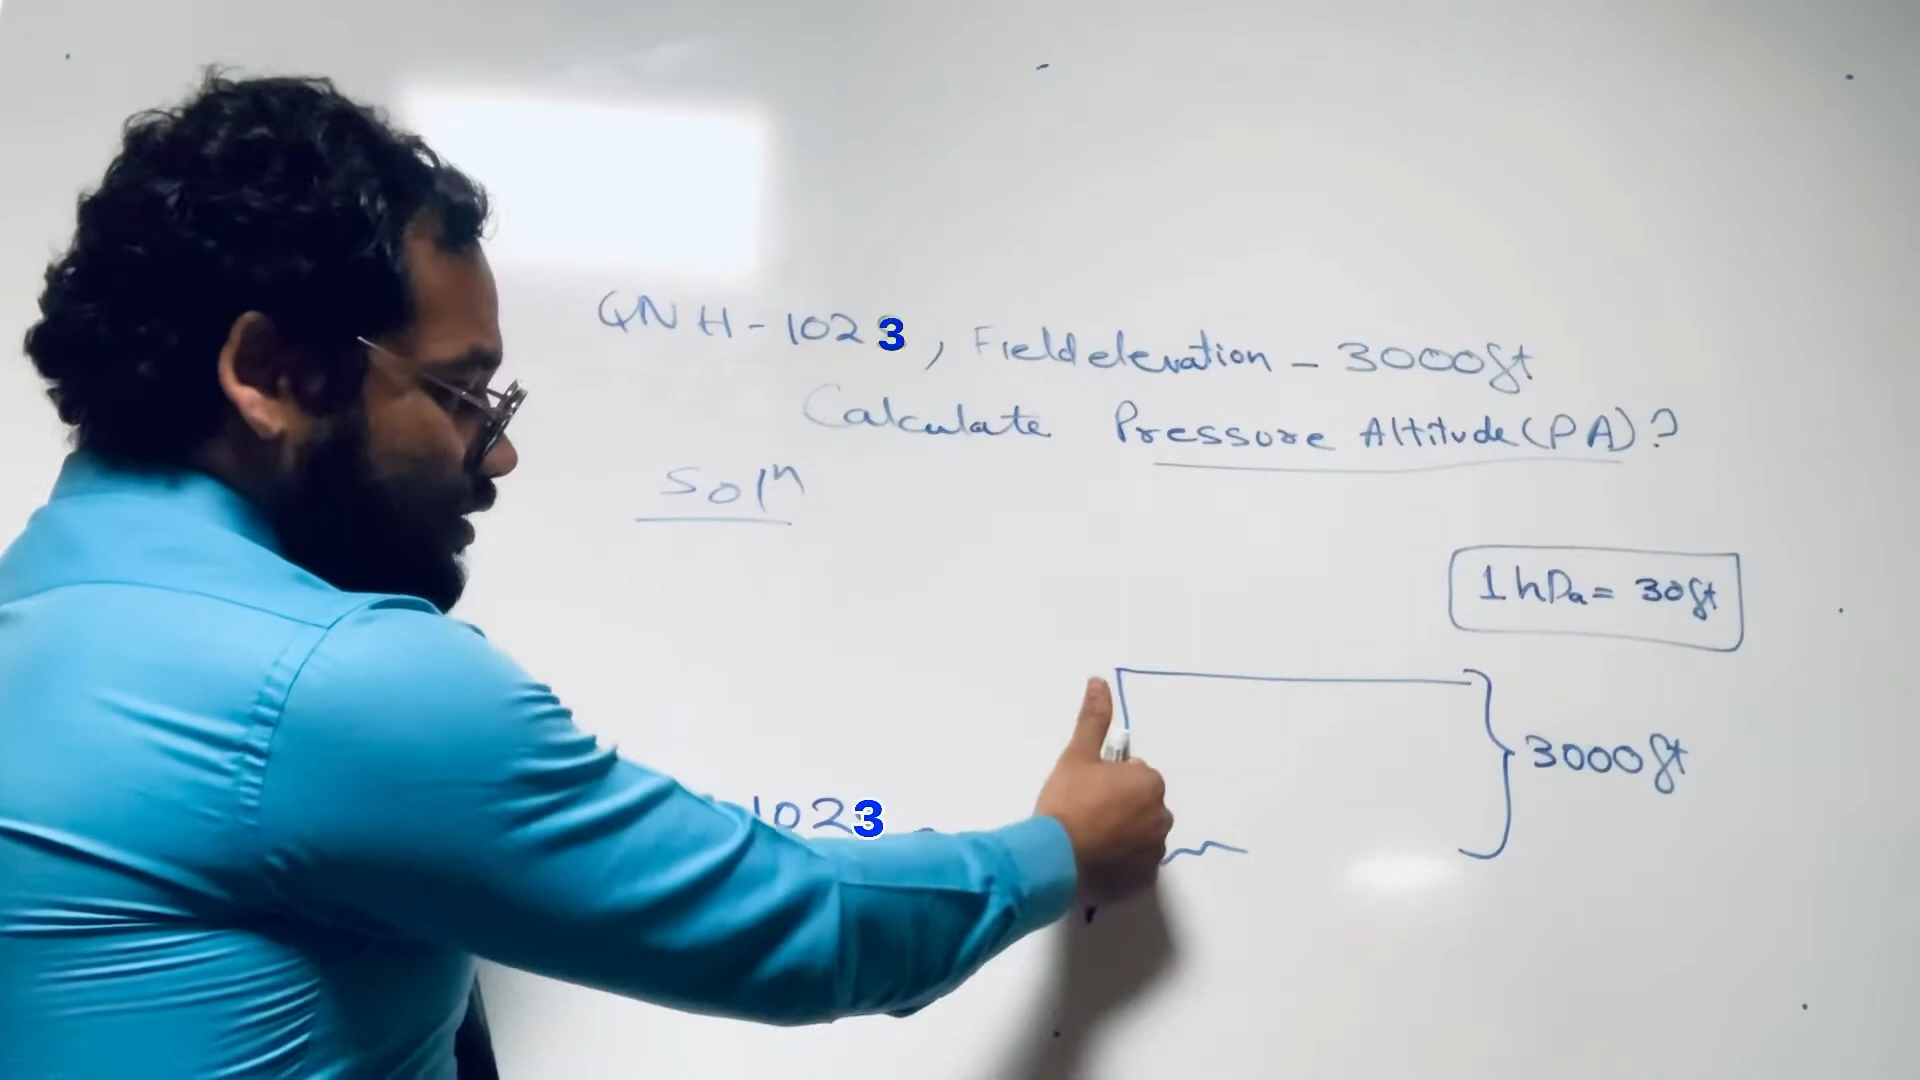 QNH - 1023, Field elevation - 3000ft
Calculate Pressure Altitude (PA)?
Solⁿ
1 hPa = 30ft
3000ft
1023